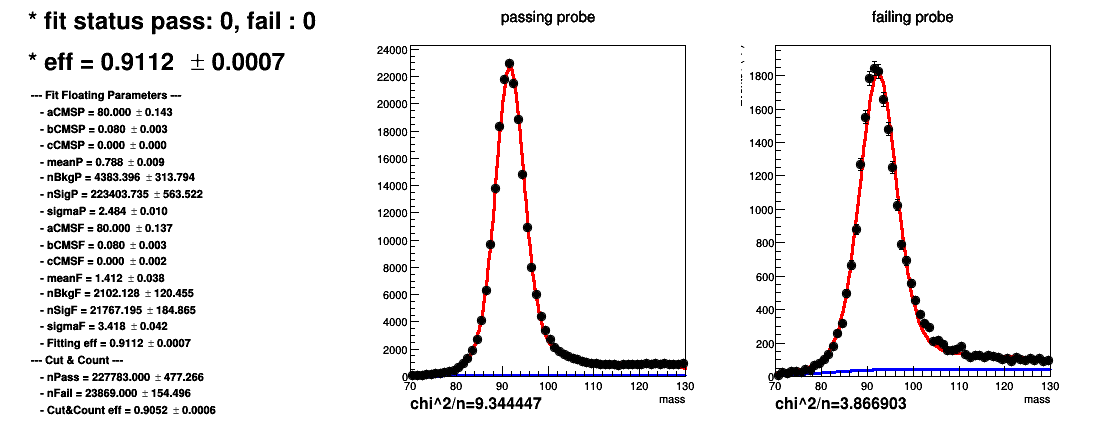 * fit status pass: 0, fail : 0
* eff = 0.9112 ± 0.0007
--- Fit Floating Parameters ---
- aCMSP = 80.000 ± 0.143
- bCMSP = 0.080 ± 0.003
- cCMSP = 0.000 ± 0.000
- meanP = 0.788 ± 0.009
- nBkgP = 4383.396 ± 313.794
- nSigP = 223403.735 ± 563.522
- sigmaP = 2.484 ± 0.010
- aCMSF = 80.000 ± 0.137
- bCMSF = 0.080 ± 0.003
- cCMSF = 0.000 ± 0.002
- meanF = 1.412 ± 0.038
- nBkgF = 2102.128 ± 120.455
- nSigF = 21767.195 ± 184.865
- sigmaF = 3.418 ± 0.042
- Fitting eff = 0.9112 ± 0.0007
--- Cut & Count ---
- nPass = 227783.000 ± 477.266
- nFail = 23869.000 ± 154.496
- Cut&Count eff = 0.9052 ± 0.0006
passing probe
24000
22000
20000
18000
16000
14000
12000
10000
8000
6000
4000
2000
0
70 80 90 100 110 120 130
mass
chi^2/n=9.344447
failing probe
1800
1600
1400
1200
1000
800
600
400
200
0
70 80 90 100 110 120 130
mass
chi^2/n=3.866903